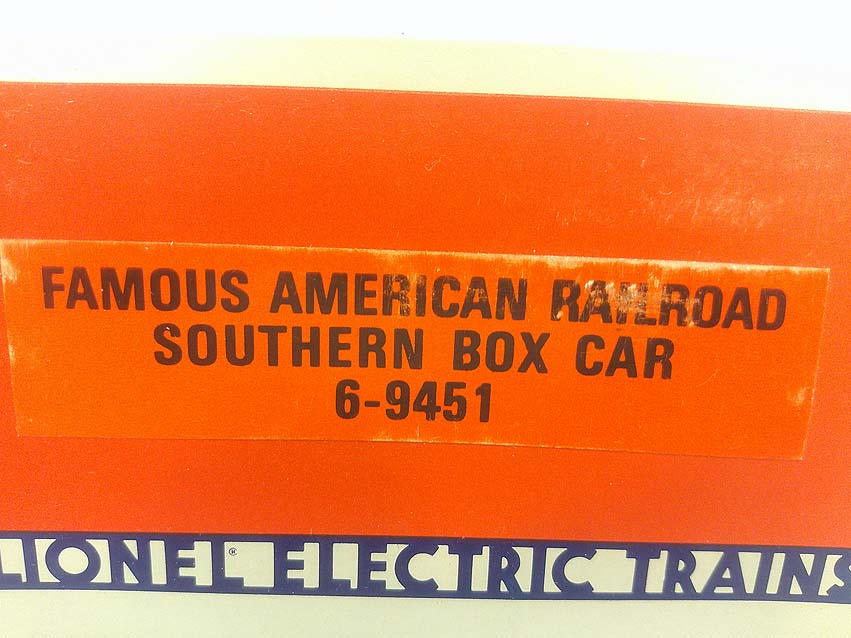 FAMOUS AMERICAN RAILROAD
SOUTHERN BOX CAR
6-9451
LIONEL® ELECTRIC TRAINS